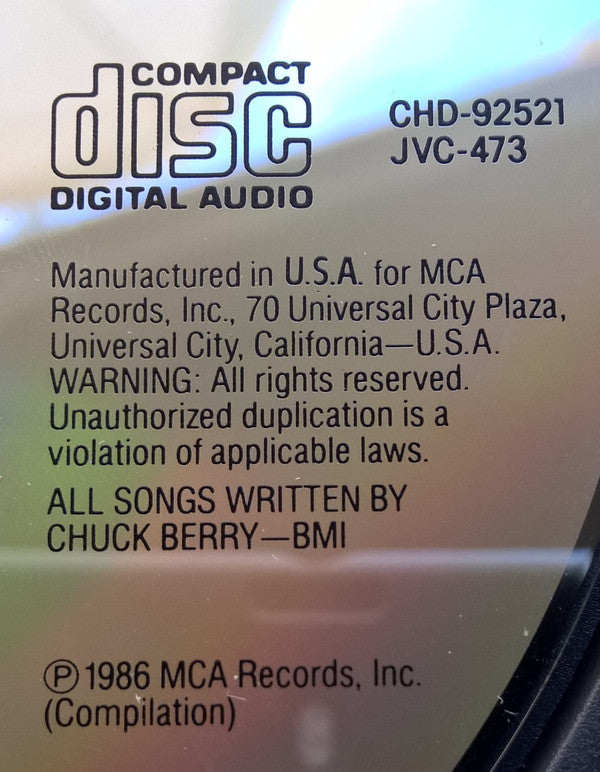 COMPACT
disc
DIGITAL AUDIO
CHD-92521
JVC-473
Manufactured in U.S.A. for MCA
Records, Inc., 70 Universal City Plaza,
Universal City, California—U.S.A.
WARNING: All rights reserved.
Unauthorized duplication is a
violation of applicable laws.
ALL SONGS WRITTEN BY
CHUCK BERRY—BMI
℗ 1986 MCA Records, Inc.
(Compilation)